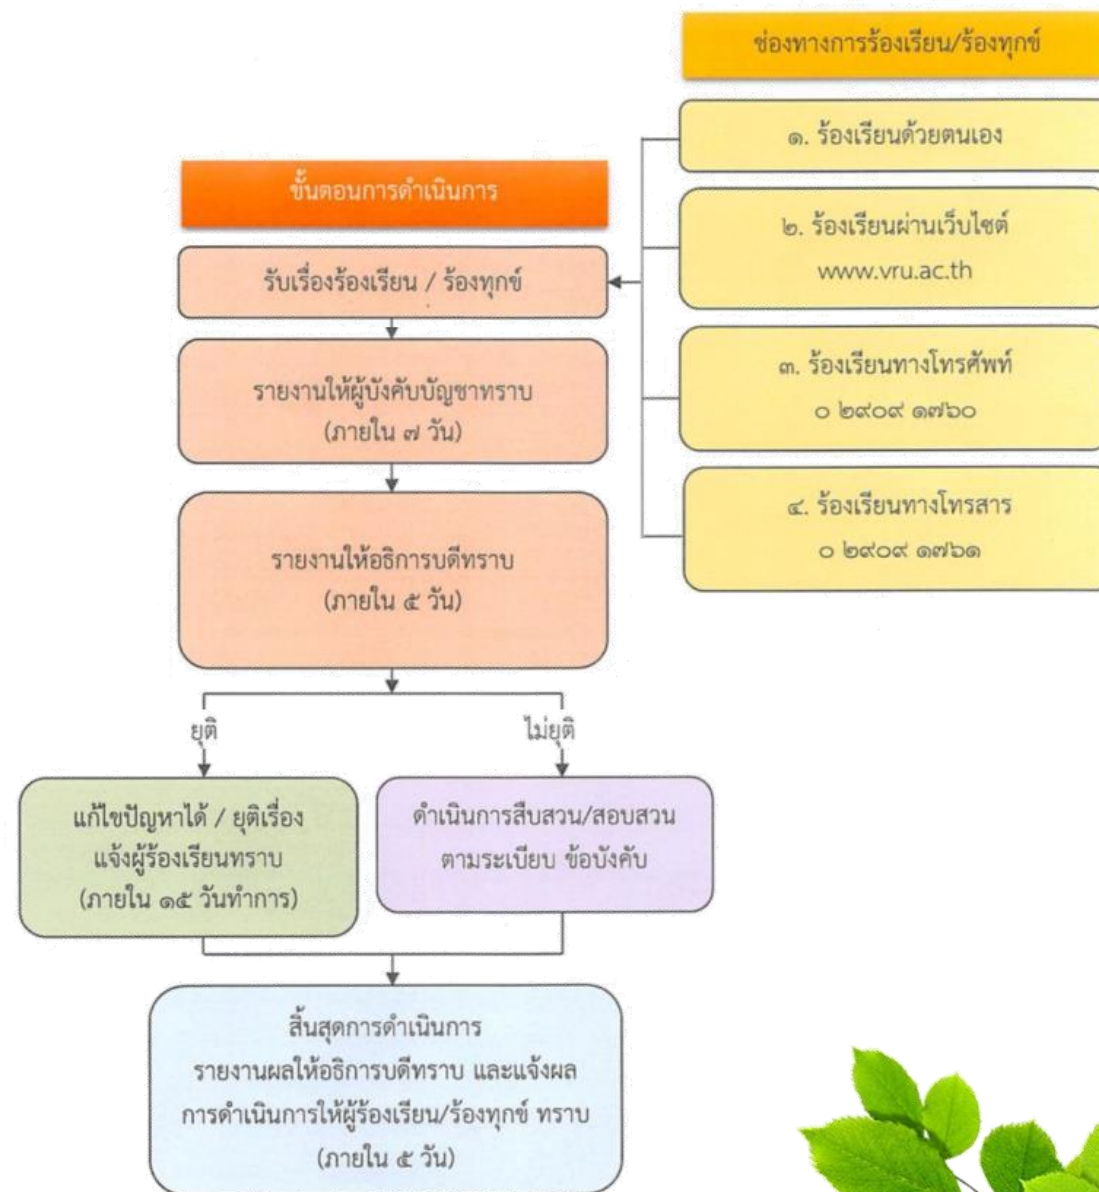 ช่องทางการร้องเรียน/ร้องทุกข์
๑. ร้องเรียนด้วยตนเอง
๒. ร้องเรียนผ่านเว็บไซต์
www.vru.ac.th
๓. ร้องเรียนทางโทรศัพท์
๐ ๒๙๐๙ ๑๗๖๐
๔. ร้องเรียนทางโทรสาร
๐ ๒๙๐๙ ๑๗๖๑
ขั้นตอนการดำเนินการ
รับเรื่องร้องเรียน / ร้องทุกข์
รายงานให้ผู้บังคับบัญชาทราบ
(ภายใน ๗ วัน)
รายงานให้อธิการบดีทราบ
(ภายใน ๕ วัน)
ยุติ
ไม่ยุติ
แก้ไขปัญหาได้ / ยุติเรื่อง
แจ้งผู้ร้องเรียนทราบ
(ภายใน ๑๕ วันทำการ)
ดำเนินการสืบสวน/สอบสวน
ตามระเบียบ ข้อบังคับ
สิ้นสุดการดำเนินการ
รายงานผลให้อธิการบดีทราบ และแจ้งผล
การดำเนินการให้ผู้ร้องเรียน/ร้องทุกข์ ทราบ
(ภายใน ๕ วัน)